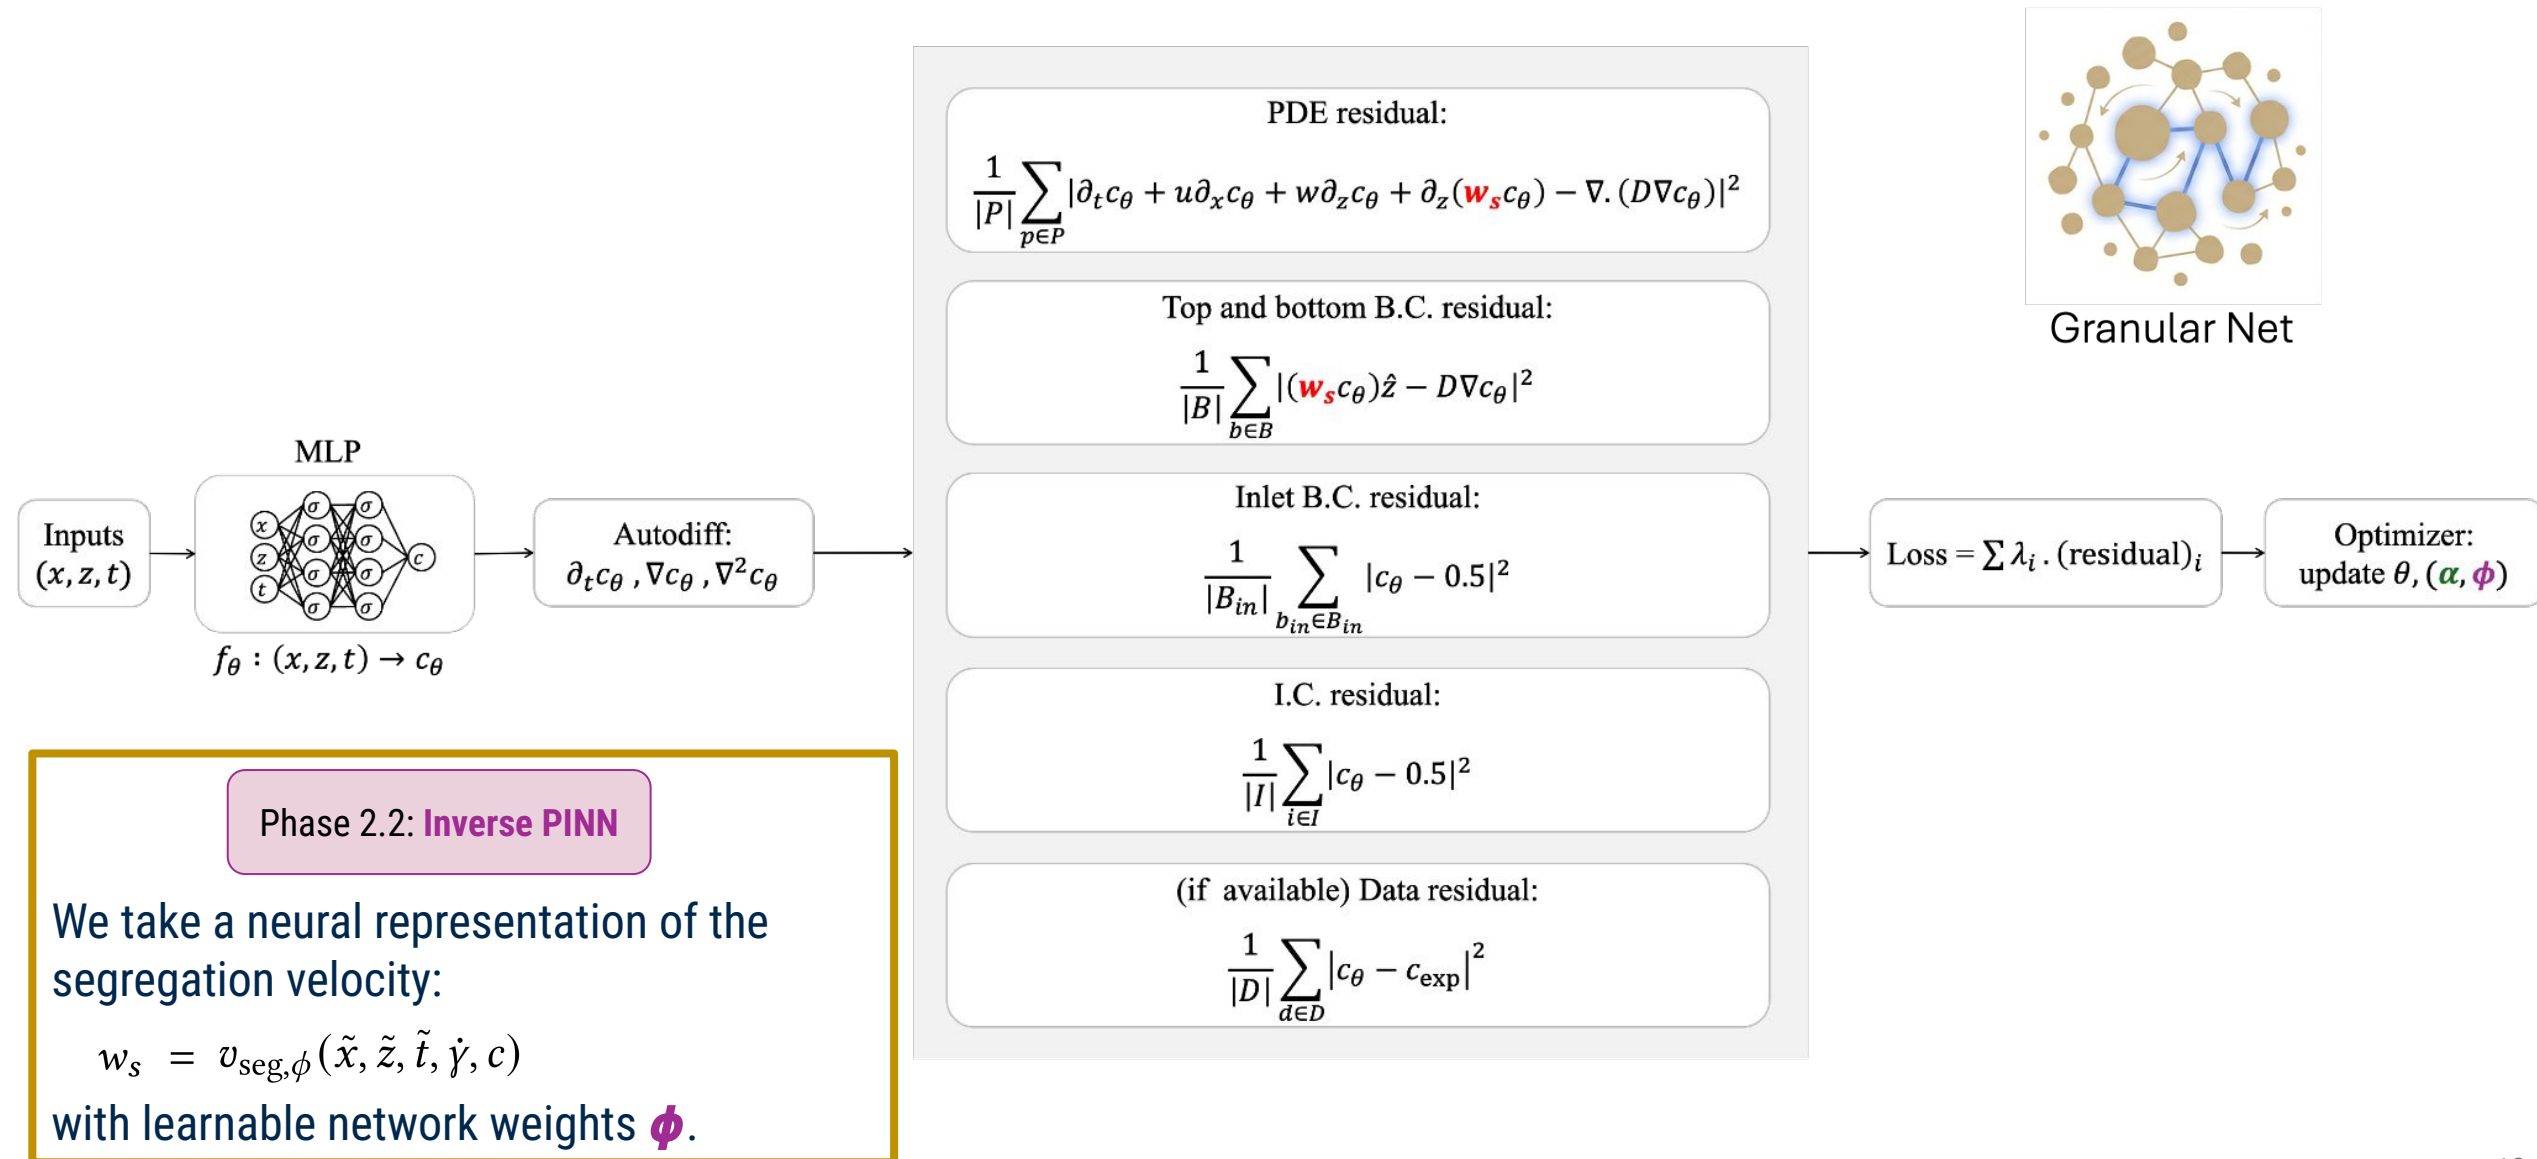 Inputs
(x, z, t)
MLP
x
z
t
σ σ
σ σ
σ σ
σ σ
c
f_θ : (x, z, t) → c_θ
Autodiff:
∂_t c_θ , ∇c_θ , ∇²c_θ
PDE residual:
1/|P| ∑_{p∈P} |∂_t c_θ + u∂_x c_θ + w∂_z c_θ + ∂_z(w_s c_θ) − ∇. (D∇c_θ)|²
Top and bottom B.C. residual:
1/|B| ∑_{b∈B} |(w_s c_θ)ẑ − D∇c_θ|²
Inlet B.C. residual:
1/|B_in| ∑_{b_in∈B_in} |c_θ − 0.5|²
I.C. residual:
1/|I| ∑_{i∈I} |c_θ − 0.5|²
(if available) Data residual:
1/|D| ∑_{d∈D} |c_θ − c_exp|²
Loss = ∑ λ_i . (residual)_i
Optimizer:
update θ, (α, ϕ)
Granular Net
Phase 2.2: Inverse PINN
We take a neural representation of the
segregation velocity:
w_s = v_{seg,ϕ}(x̃, z̃, t̃, γ̇, c)
with learnable network weights ϕ.